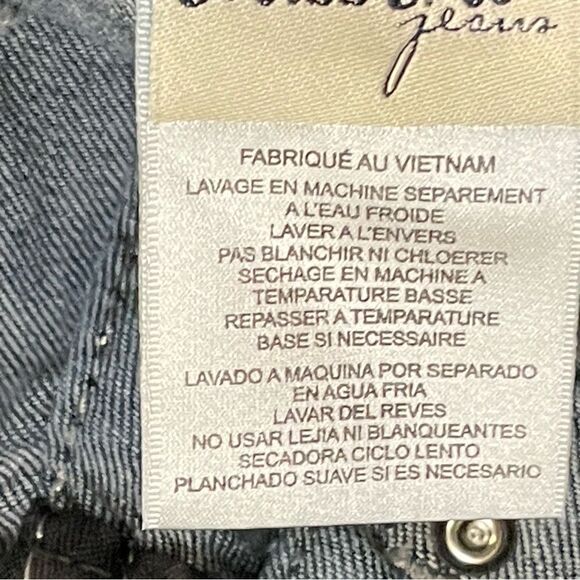 jeans
FABRIQUÉ AU VIETNAM
LAVAGE EN MACHINE SEPAREMENT
A L'EAU FROIDE
LAVER A L'ENVERS
PAS BLANCHIR NI CHLOERER
SECHAGE EN MACHINE A
TEMPARATURE BASSE
REPASSER A TEMPARATURE
BASE SI NECESSAIRE
LAVADO A MAQUINA POR SEPARADO
EN AGUA FRIA
LAVAR DEL REVES
NO USAR LEJIA NI BLANQUEANTES
SECADORA CICLO LENTO
PLANCHADO SUAVE SI ES NECESARIO